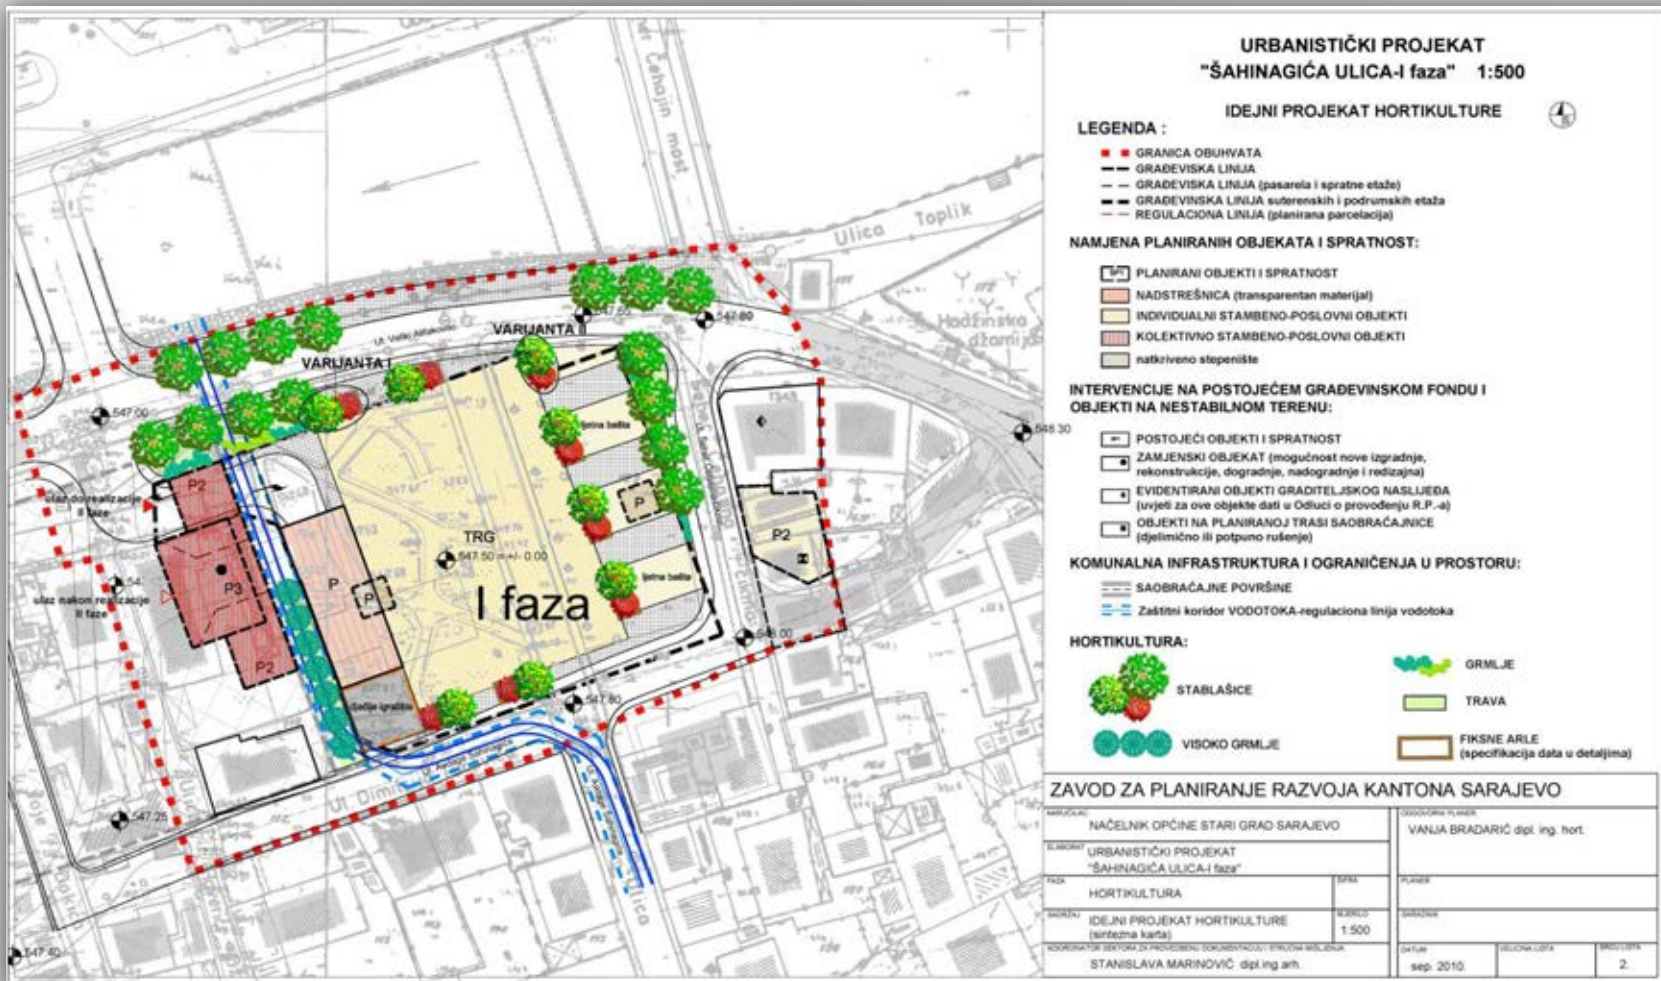 URBANISTIČKI PROJEKAT
"ŠAHINAGIĆA ULICA-I faza" 1:500
IDEJNI PROJEKAT HORTIKULTURE
LEGENDA :
GRANICA OBUHVATA
GRAĐEVISKA LINIJA
GRAĐEVISKA LINIJA (pasarela i spratne etaže)
GRAĐEVINSKA LINIJA suterenskih i podrumskih etaža
REGULACIONA LINIJA (planirana parcelacija)
NAMJENA PLANIRANIH OBJEKATA I SPRATNOST:
PLANIRANI OBJEKTI I SPRATNOST
NADSTREŠNICA (transparentan materijal)
INDIVIDUALNI STAMBENO-POSLOVNI OBJEKTI
KOLEKTIVNO STAMBENO-POSLOVNI OBJEKTI
natkriveno stepenište
INTERVENCIJE NA POSTOJEĆEM GRAĐEVINSKOM FONDU I
OBJEKTI NA NESTABILNOM TERENU:
POSTOJEĆI OBJEKTI I SPRATNOST
ZAMJENSKI OBJEKAT (mogućnost nove izgradnje,
rekonstrukcije, dogradnje, nadogradnje i redizajna)
EVIDENTIRANI OBJEKTI GRADITELJSKOG NASLIJEĐA
(uvjeti za ove objekte dati u Odluci o provođenju R.P.-a)
OBJEKTI NA PLANIRANOJ TRASI SAOBRAĆAJNICE
(djelimično ili potpuno rušenje)
KOMUNALNA INFRASTRUKTURA I OGRANIČENJA U PROSTORU:
SAOBRAĆAJNE POVRŠINE
Zaštitni koridor VODOTOKA-regulaciona linija vodotoka
HORTIKULTURA:
STABLAŠICE
GRMLJE
TRAVA
VISOKO GRMLJE
FIKSNE ARLE
(specifikacija data u detaljima)
ZAVOD ZA PLANIRANJE RAZVOJA KANTONA SARAJEVO
NAČELNIK OPĆINE STARI GRAD SARAJEVO
VANJA BRADARIĆ dipl. ing. hort.
URBANISTIČKI PROJEKAT
"ŠAHINAGIĆA ULICA-I faza"
HORTIKULTURA
IDEJNI PROJEKAT HORTIKULTURE
(sintezna karta)
1:500
STANISLAVA MARINOVIĆ dipl.ing.arh.
sep. 2010.
2.
Čehajin most
Ulica Toplik
Hadžinska
džamija
VARIJANTA I
VARIJANTA II
547.80
547.00
548.30
P2
ulaz do realizacije
II faze
ljetna bašta
P
TRG
547.50 = +/- 0.00
P2
P3
ulaz nakon realizacije
II faze
P
P
I faza
ljetna bašta
548.00
P2
dječije igralište
547.80
547.25
Ulica
547.40